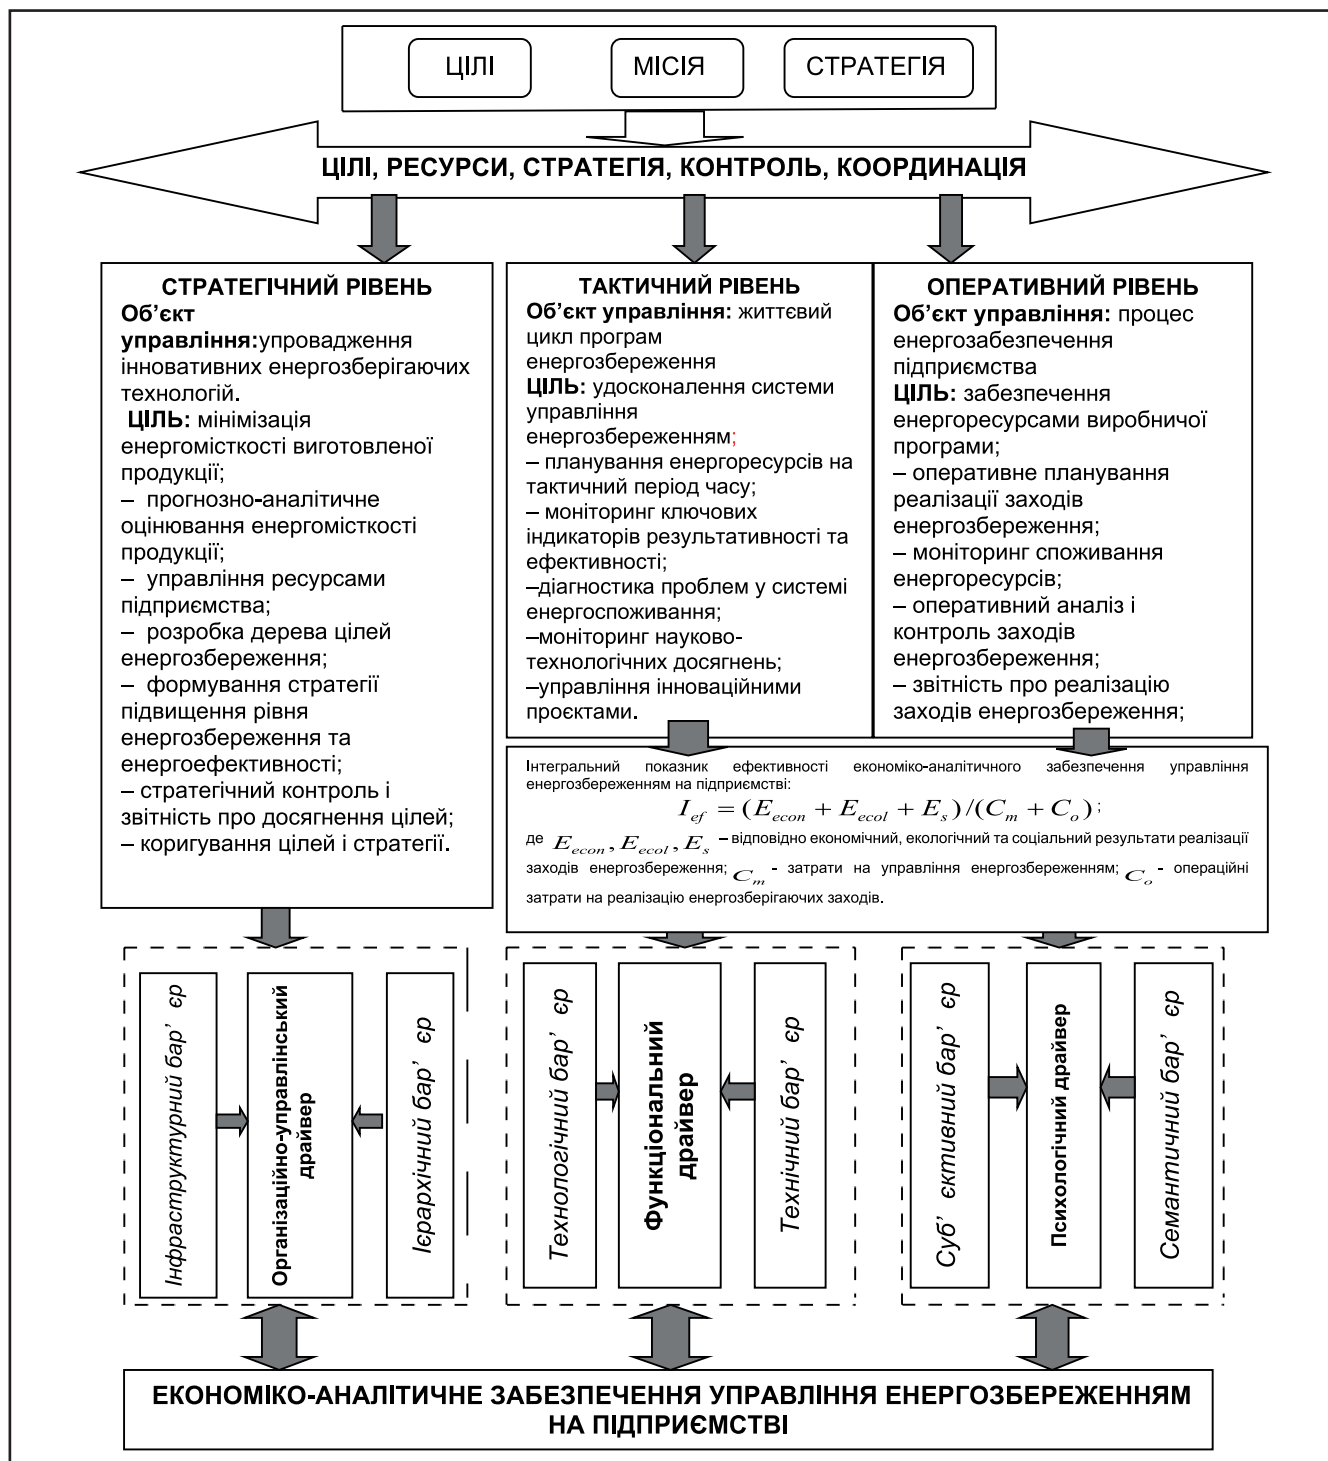 ЦІЛІ
МІСІЯ
СТРАТЕГІЯ
ЦІЛІ, РЕСУРСИ, СТРАТЕГІЯ, КОНТРОЛЬ, КООРДИНАЦІЯ
СТРАТЕГІЧНИЙ РІВЕНЬ
Об’єкт
управління:упровадження
інновативних енергозберігаючих
технологій.
ЦІЛЬ: мінімізація
енергомісткості виготовленої
продукції;
– прогнозно-аналітичне
оцінювання енергомісткості
продукції;
– управління ресурсами
підприємства;
– розробка дерева цілей
енергозбереження;
– формування стратегії
підвищення рівня
енергозбереження та
енергоефективності;
– стратегічний контроль і
звітність про досягнення цілей;
– коригування цілей і стратегії.
ТАКТИЧНИЙ РІВЕНЬ
Об’єкт управління: життєвий
цикл програм
енергозбереження
ЦІЛЬ: удосконалення системи
управління
енергозбереженням;
– планування енергоресурсів на
тактичний період часу;
– моніторинг ключових
індикаторів результативності та
ефективності;
–діагностика проблем у системі
енергоспоживання;
–моніторинг науково-
технологічних досягнень;
–управління інноваційними
проєктами.
ОПЕРАТИВНИЙ РІВЕНЬ
Об’єкт управління: процес
енергозабезпечення
підприємства
ЦІЛЬ: забезпечення
енергоресурсами виробничої
програми;
– оперативне планування
реалізації заходів
енергозбереження;
– моніторинг споживання
енергоресурсів;
– оперативний аналіз і
контроль заходів
енергозбереження;
– звітність про реалізацію
заходів енергозбереження;
Інтегральний показник ефективності економіко-аналітичного забезпечення управління
енергозбереженням на підприємстві:
I_ef = (E_econ + E_ecol + E_s)/(C_m + C_o);
де E_econ, E_ecol, E_s – відповідно економічний, екологічний та соціальний результати реалізації
заходів енергозбереження; C_m - затрати на управління енергозбереженням; C_o - операційні
затрати на реалізацію енергозберігаючих заходів.
Інфраструктурний бар’ єр
Організаційно-управлінський
драйвер
Ієрархічний бар’ єр
Технологічний бар’ єр
Функціональний
драйвер
Технічний бар’ єр
Суб’ єктивний бар’ єр
Психологічний драйвер
Семантичний бар’ єр
ЕКОНОМІКО-АНАЛІТИЧНЕ ЗАБЕЗПЕЧЕННЯ УПРАВЛІННЯ ЕНЕРГОЗБЕРЕЖЕННЯМ
НА ПІДПРИЄМСТВІ